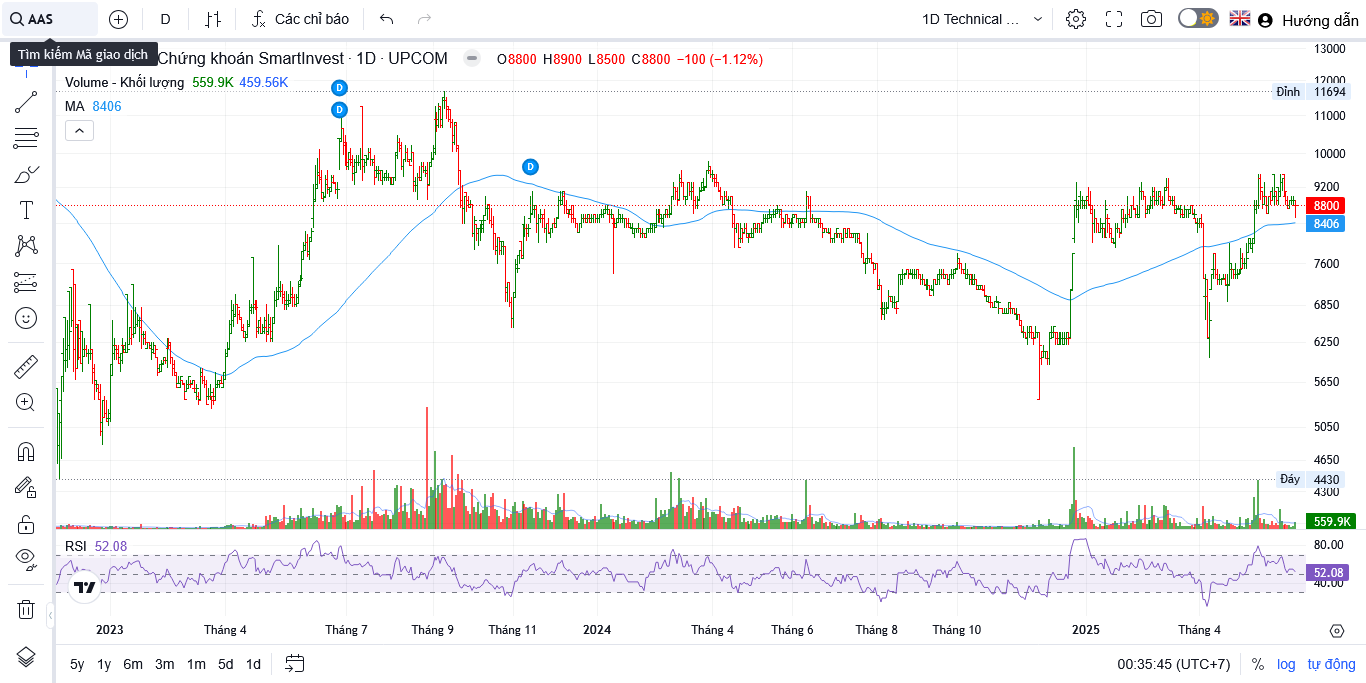 AAS D Các chỉ báo 1D Technical ... Hướng dẫn
Tìm kiếm Mã giao dịch
Chứng khoán SmartInvest · 1D · UPCOM O8800 H8900 L8500 C8800 −100 (−1.12%)
Volume - Khối lượng 559.9K 459.56K
MA 8406
D
D
D
13000
12000
Đỉnh 11694
11000
10000
9200
8800
8406
7600
6850
6250
5650
5050
4650
Đáy 4430
4300
559.9K
RSI 52.08
80.00
52.08
40.00
2023 Tháng 4 Tháng 7 Tháng 9 Tháng 11 2024 Tháng 4 Tháng 6 Tháng 8 Tháng 10 2025 Tháng 4
5y 1y 6m 3m 1m 5d 1d 00:35:45 (UTC+7) % log tự động